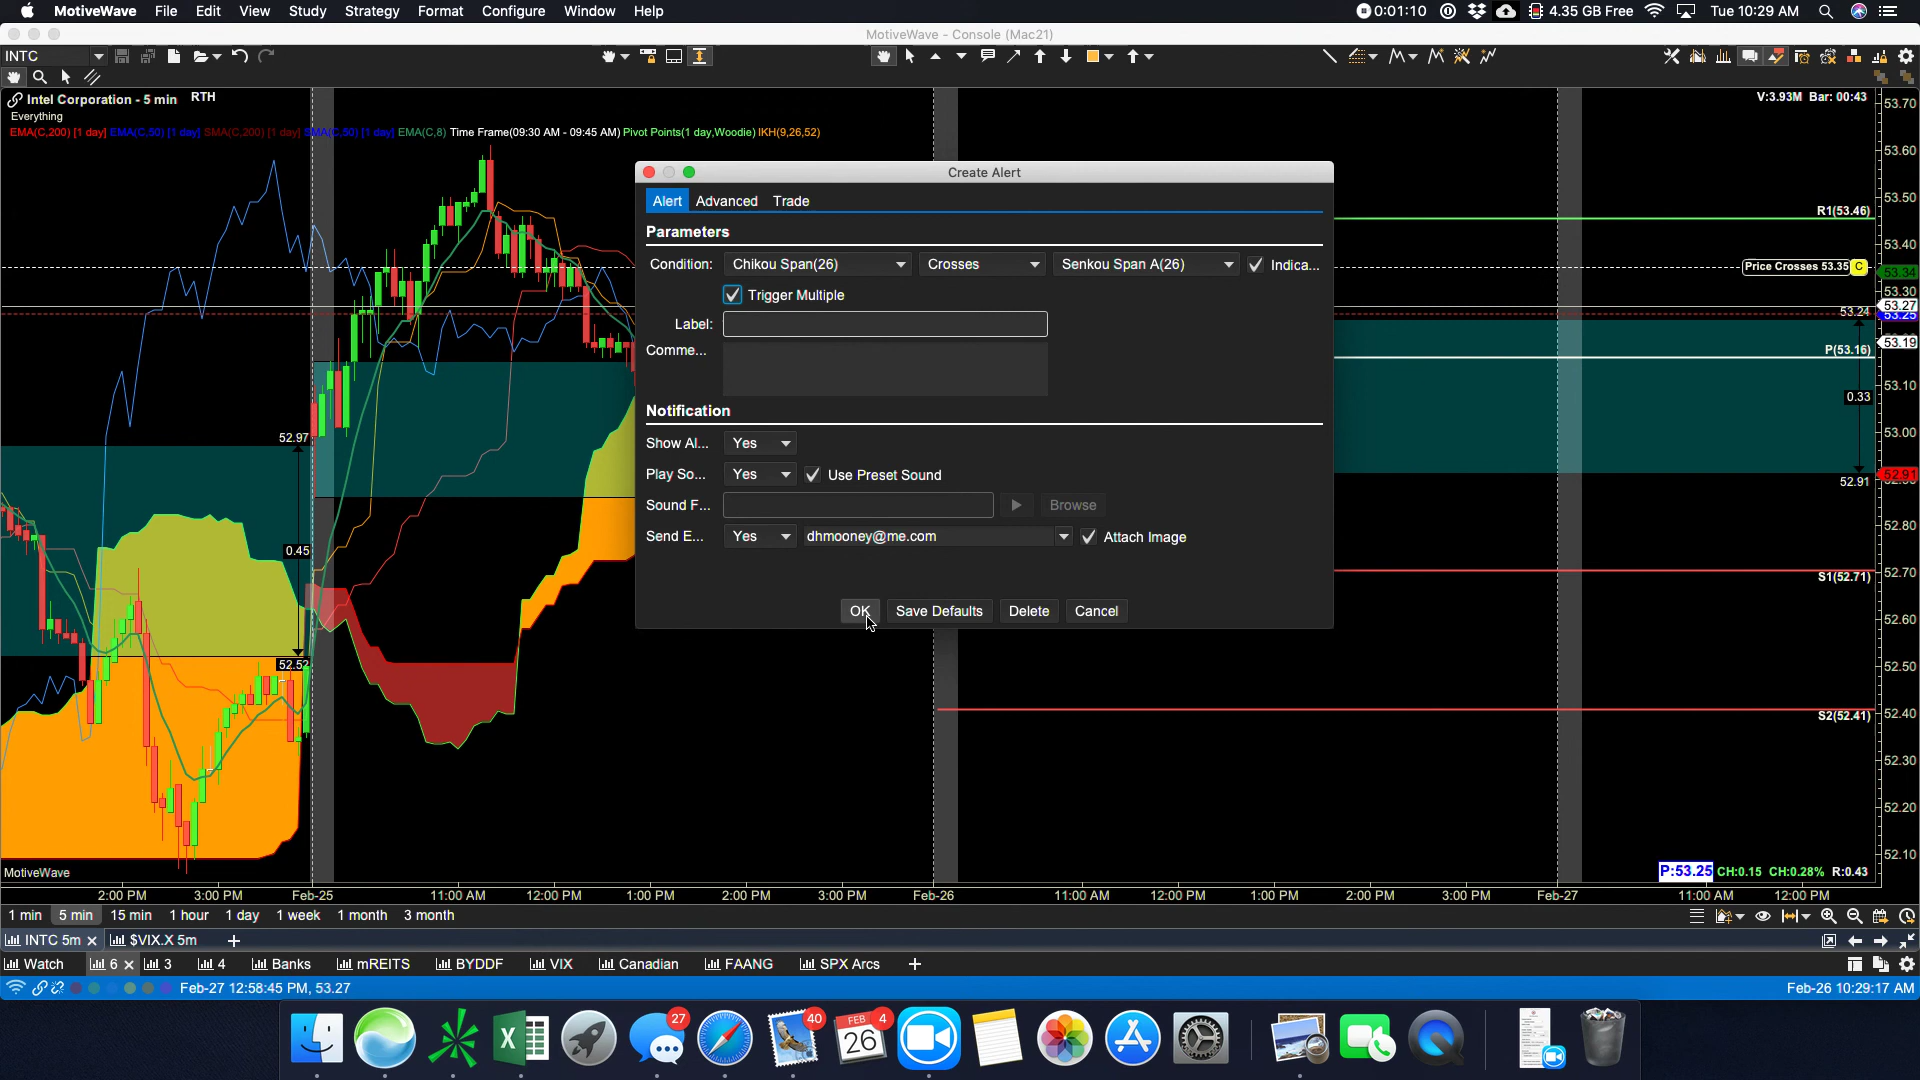 MotiveWave File Edit View Study Strategy Format Configure Window Help 0:01:10 4.35 GB Free Tue 10:29 AM
MotiveWave - Console (Mac21)
INTC
Intel Corporation - 5 min RTH
V:3.93M Bar: 00:43
Everything
EMA(C,200) [1 day] EMA(C,50) [1 day] SMA(C,200) [1 day] SMA(C,50) [1 day] EMA(C,8) Time Frame(09:30 AM - 09:45 AM) Pivot Points(1 day,Woodie) IKH(9,26,52)
Create Alert
Alert Advanced Trade
Parameters
Condition: Chikou Span(26) Crosses Senkou Span A(26) Indica...
Trigger Multiple
Label:
Comme...
Notification
Show Al... Yes
Play So... Yes Use Preset Sound
Sound F... Browse
Send E... Yes dhmooney@me.com Attach Image
OK Save Defaults Delete Cancel
R1(53.46)
Price Crosses 53.35 C
53.24
P(53.16)
0.33
52.91
S1(52.71)
S2(52.41)
52.97
0.45
52.52
53.70
53.60
53.50
53.40
53.34
53.30
53.27
53.25
53.19
53.10
53.00
52.91
52.80
52.70
52.60
52.50
52.40
52.30
52.20
52.10
MotiveWave
P:53.25 CH:0.15 CH:0.28% R:0.43
2:00 PM 3:00 PM Feb-25 11:00 AM 12:00 PM 1:00 PM 2:00 PM 3:00 PM Feb-26 11:00 AM 12:00 PM 1:00 PM 2:00 PM 3:00 PM Feb-27 11:00 AM 12:00 PM
1 min 5 min 15 min 1 hour 1 day 1 week 1 month 3 month
INTC 5m $VIX.X 5m
Watch 6 3 4 Banks mREITS BYDDF VIX Canadian FAANG SPX Arcs
Feb-27 12:58:45 PM, 53.27
Feb-26 10:29:17 AM
27 40 FEB 4
26